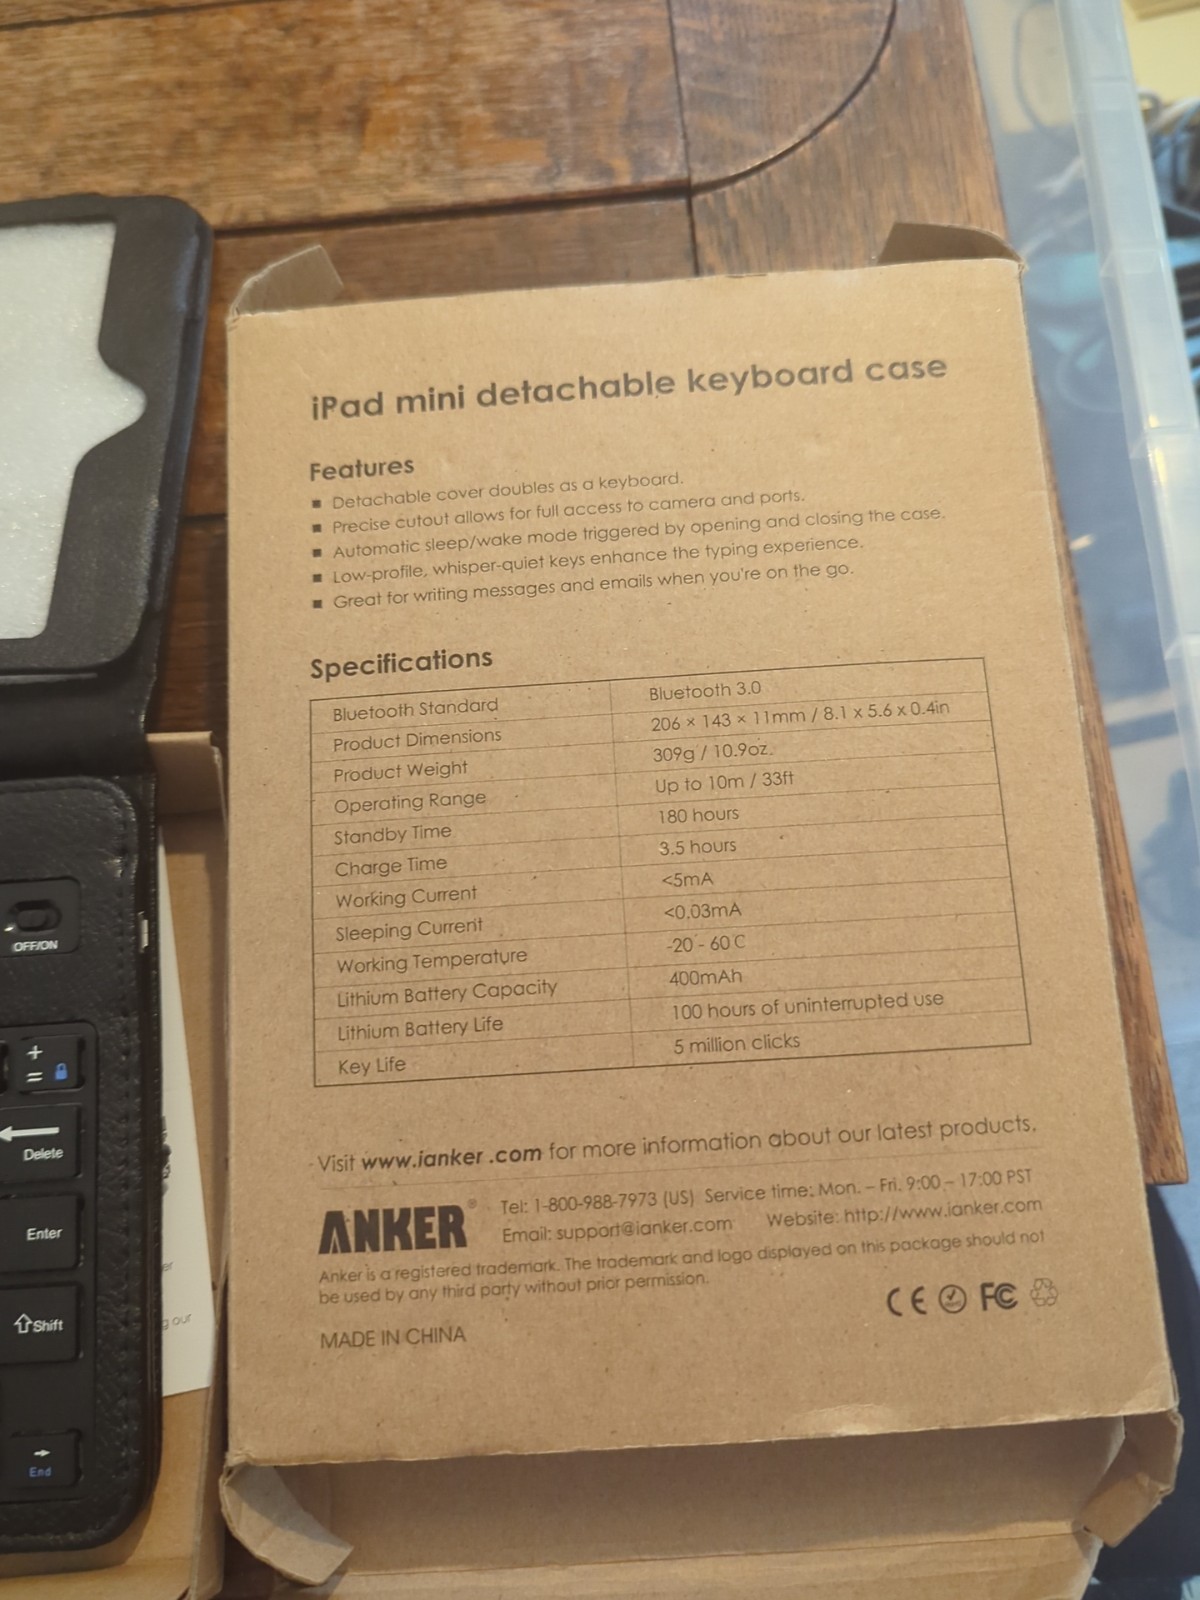 iPad mini detachable keyboard case
Features
▪ Detachable cover doubles as a keyboard.
▪ Precise cutout allows for full access to camera and ports.
▪ Automatic sleep/wake mode triggered by opening and closing the case.
▪ Low-profile, whisper-quiet keys enhance the typing experience.
▪ Great for writing messages and emails when you're on the go.
Specifications
Bluetooth Standard Bluetooth 3.0
Product Dimensions 206 × 143 × 11mm / 8.1 x 5.6 x 0.4in
Product Weight 309g / 10.9oz.
Operating Range Up to 10m / 33ft
Standby Time 180 hours
Charge Time 3.5 hours
Working Current <5mA
Sleeping Current <0.03mA
Working Temperature -20 - 60 C
Lithium Battery Capacity 400mAh
Lithium Battery Life 100 hours of uninterrupted use
Key Life 5 million clicks
Visit www.ianker.com for more information about our latest products.
ANKER®
Tel: 1-800-988-7973 (US) Service time: Mon. – Fri. 9:00 – 17:00 PST
Email: support@ianker.com Website: http://www.ianker.com
Anker is a registered trademark. The trademark and logo displayed on this package should not
be used by any third party without prior permission.
CE FC
MADE IN CHINA
OFF/ON
+
=
Delete
Enter
Shift
End
er
g our